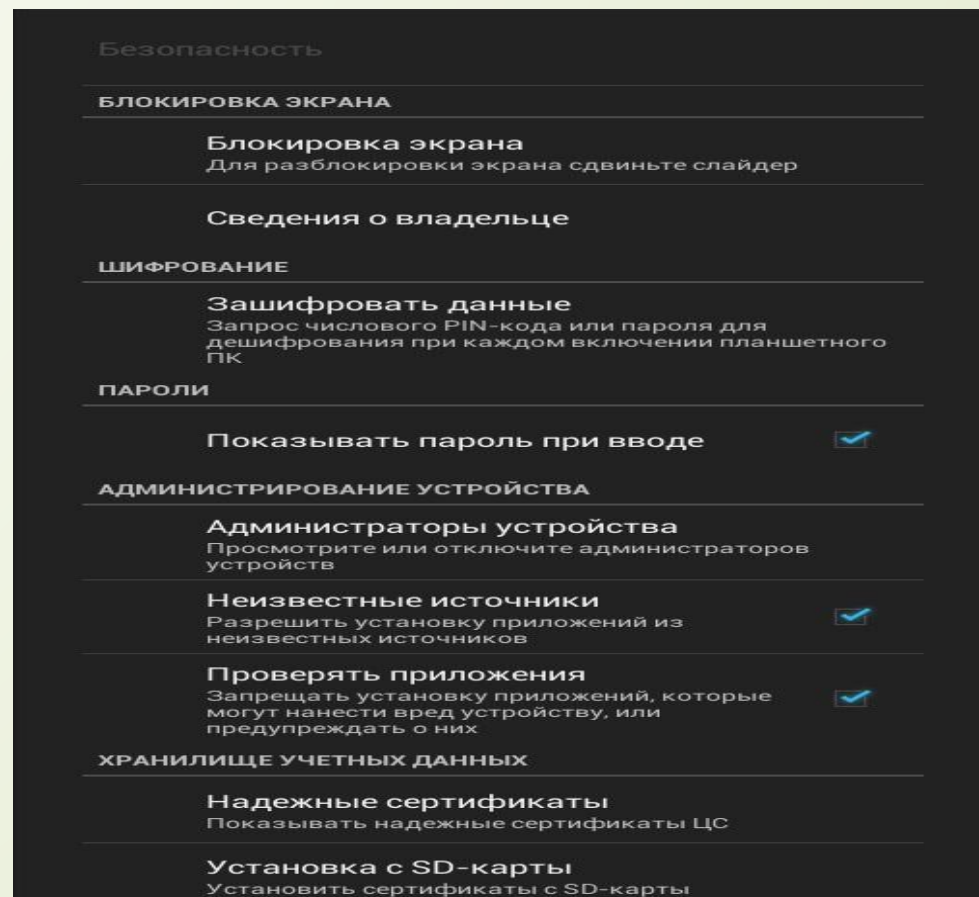 Безопасность
БЛОКИРОВКА ЭКРАНА
Блокировка экрана
Для разблокировки экрана сдвиньте слайдер
Сведения о владельце
ШИФРОВАНИЕ
Зашифровать данные
Запрос числового PIN-кода или пароля для
дешифрования при каждом включении планшетного
ПК
ПАРОЛИ
Показывать пароль при вводе
АДМИНИСТРИРОВАНИЕ УСТРОЙСТВА
Администраторы устройства
Просмотрите или отключите администраторов
устройств
Неизвестные источники
Разрешить установку приложений из
неизвестных источников
Проверять приложения
Запрещать установку приложений, которые
могут нанести вред устройству, или
предупреждать о них
ХРАНИЛИЩЕ УЧЕТНЫХ ДАННЫХ
Надежные сертификаты
Показывать надежные сертификаты ЦС
Установка с SD-карты
Установить сертификаты с SD-карты